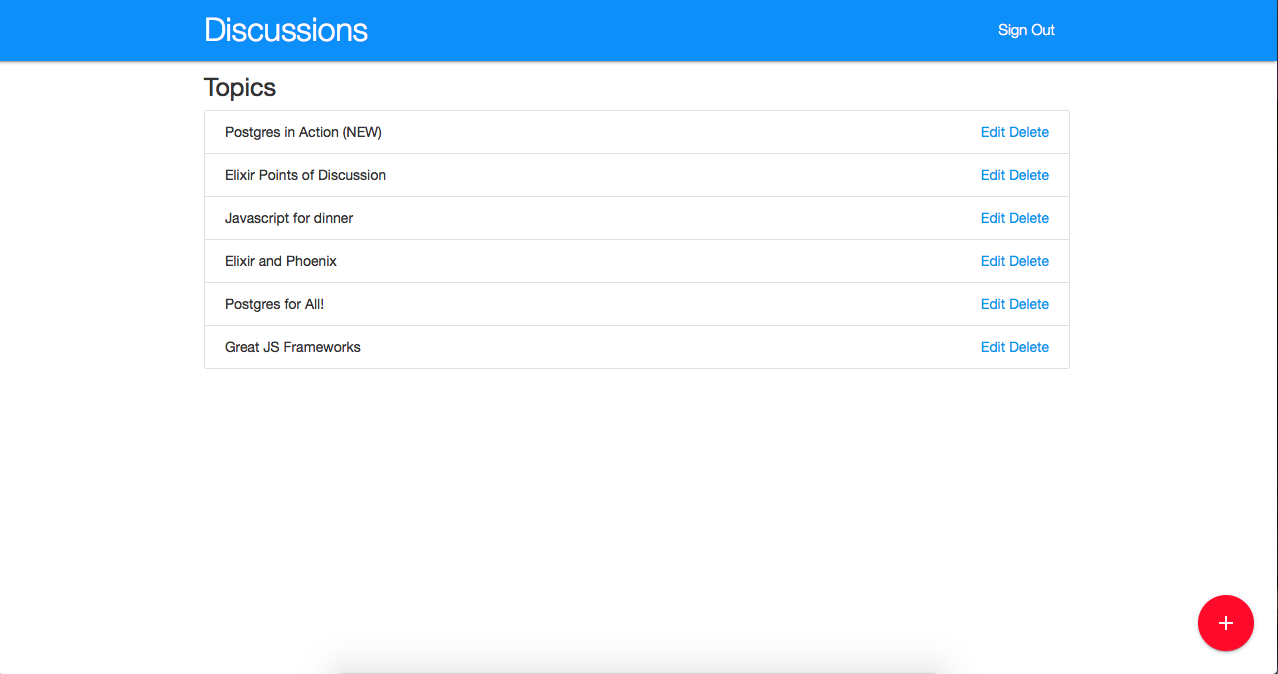 Discussions Sign Out
Topics
Postgres in Action (NEW) Edit Delete
Elixir Points of Discussion Edit Delete
Javascript for dinner Edit Delete
Elixir and Phoenix Edit Delete
Postgres for All! Edit Delete
Great JS Frameworks Edit Delete
+